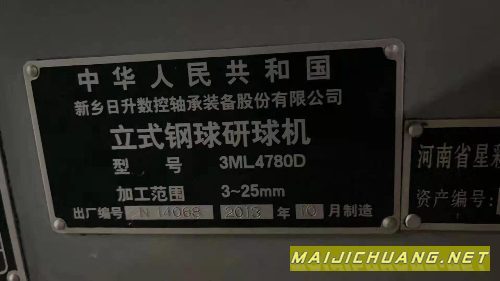 中华人民共和国
新乡日升数控轴承装备股份有限公司
立式钢球研球机
型号 3ML4780D
加工范围 3~25mm
出厂编号 N 14068 2013 年 10 月制造
河南省星
资产编号:
MAIJICHUANG.NET